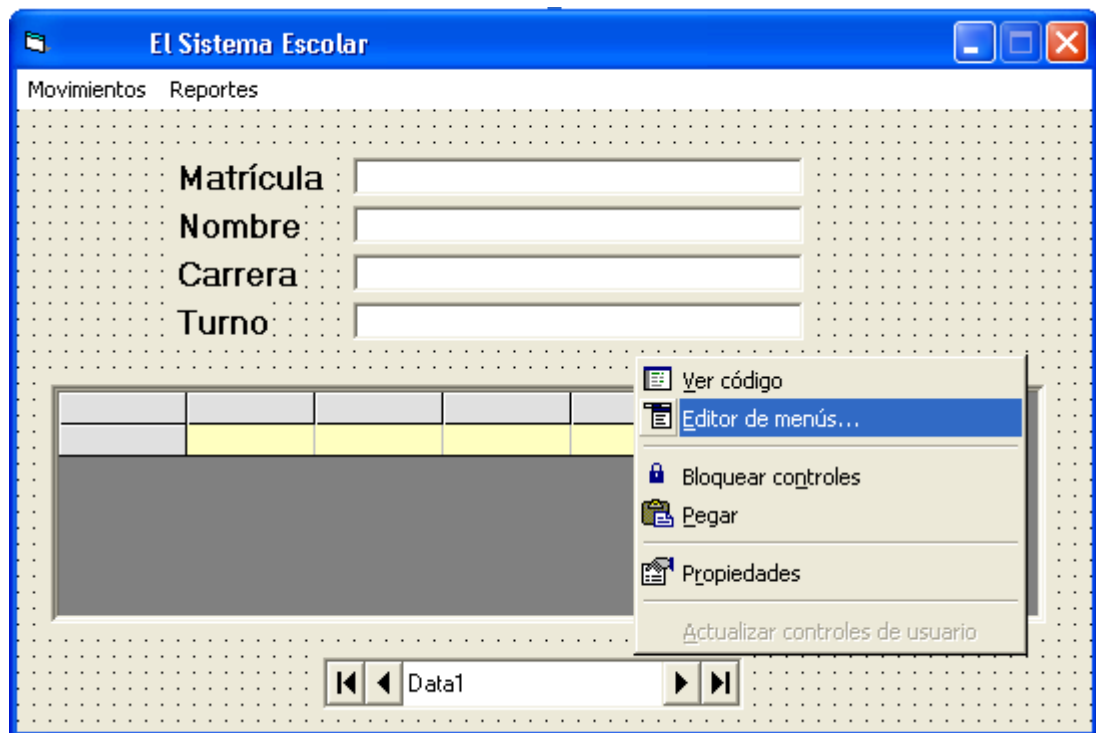 El Sistema Escolar
Movimientos Reportes
Matrícula
Nombre
Carrera
Turno
Ver código
Editor de menús...
Bloquear controles
Pegar
Propiedades
Actualizar controles de usuario
Data1